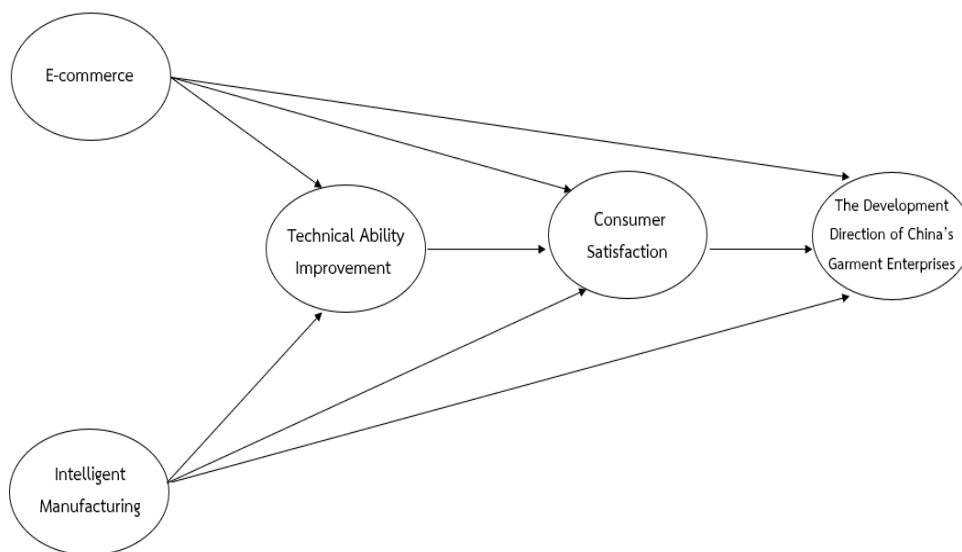 E-commerce
Technical Ability
Improvement
Consumer
Satisfaction
The Development
Direction of China's
Garment Enterprises
Intelligent
Manufacturing